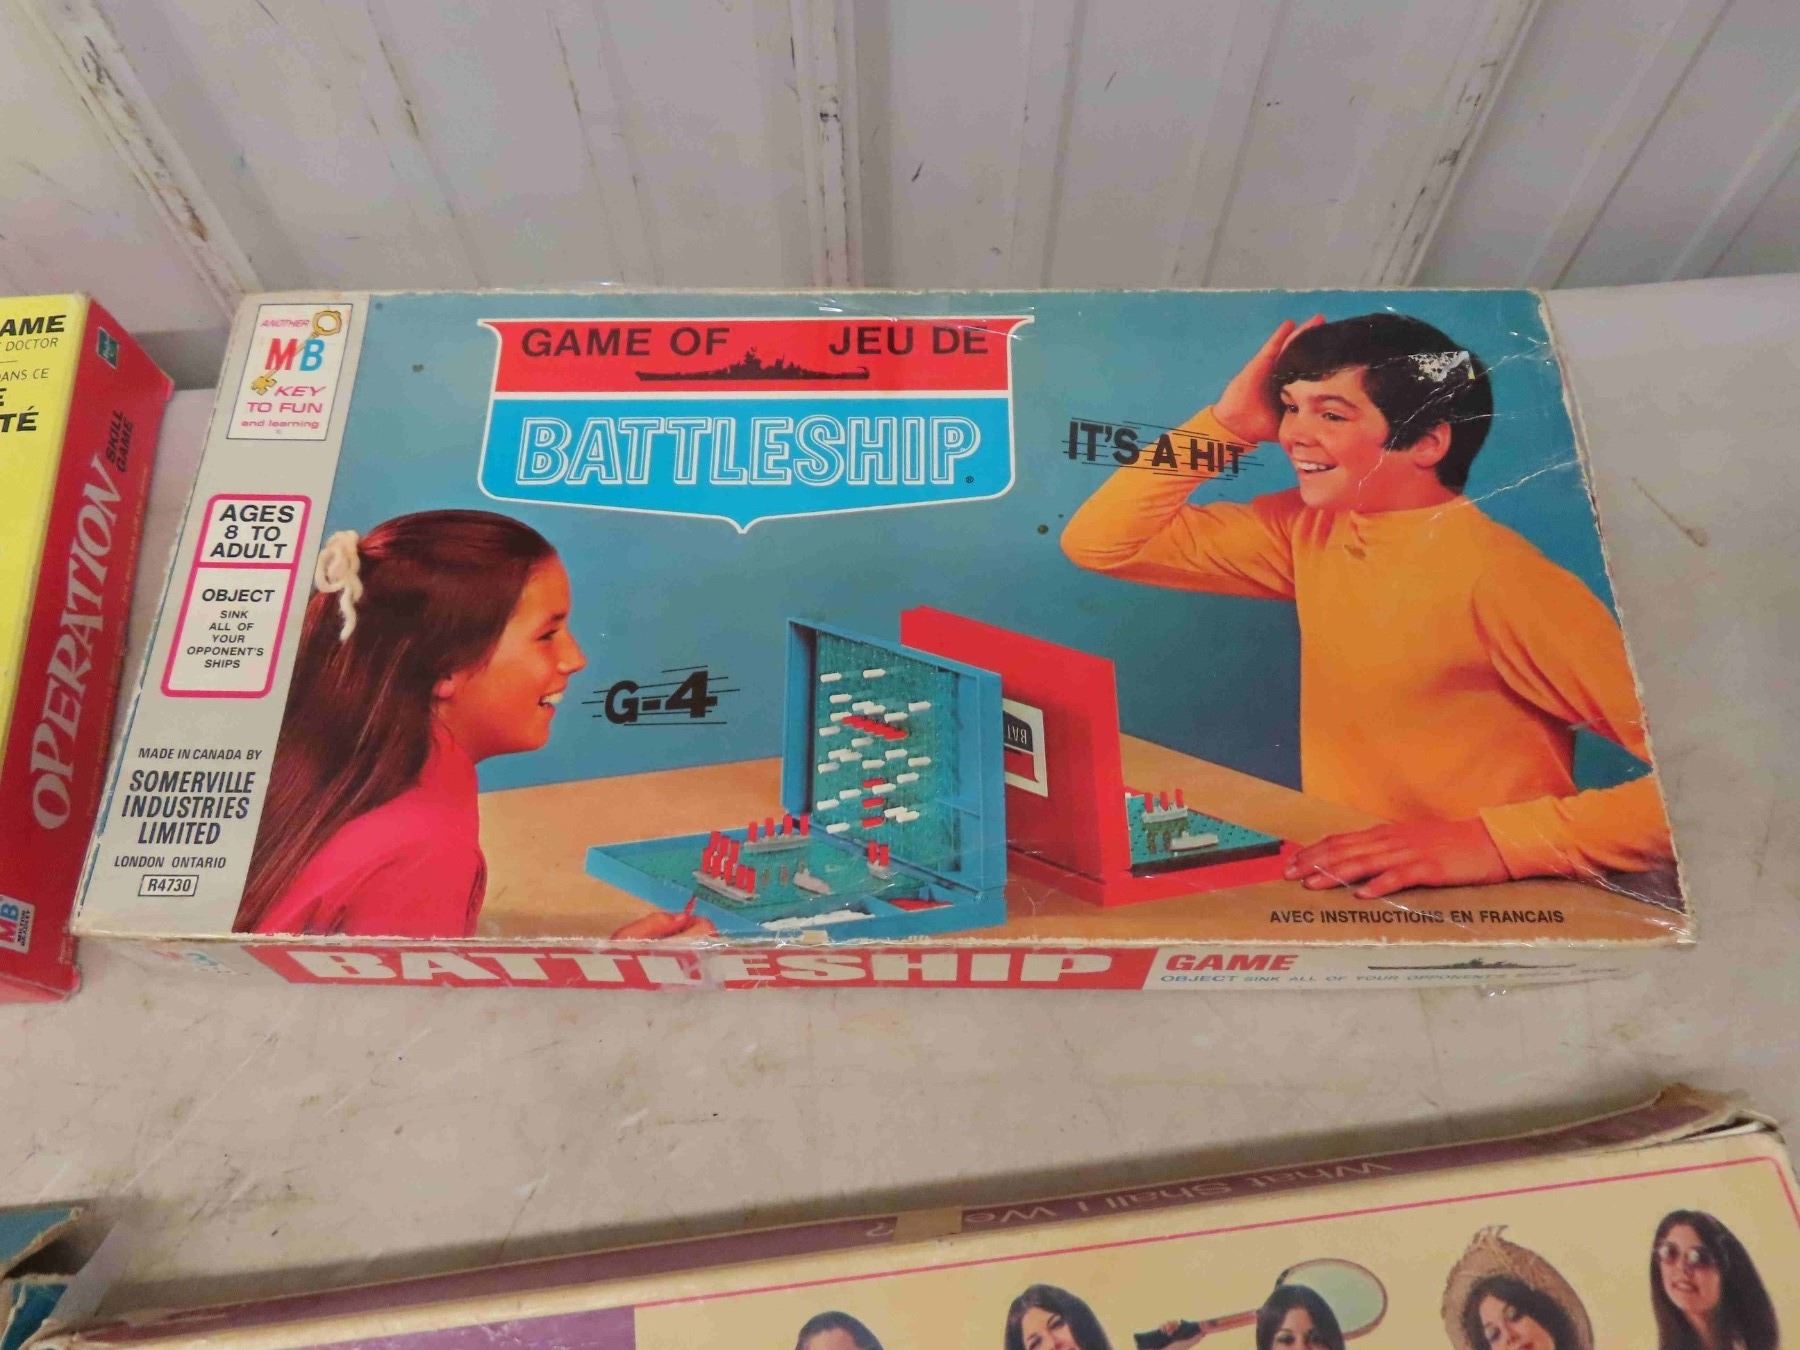 AME
DOCTOR
ANS CE
E
TÉ
OPERATION
SKILL
GAME
MB
ANOTHER
MB
KEY
TO FUN
and learning
AGES
8 TO
ADULT
OBJECT
SINK
ALL OF
YOUR
OPPONENT'S
SHIPS
MADE IN CANADA BY
SOMERVILLE
INDUSTRIES
LIMITED
LONDON ONTARIO
R4730
GAME OF JEU DE
BATTLESHIP®
IT'S A HIT
G-4
BAT
AVEC INSTRUCTIONS EN FRANCAIS
BATTLESHIP GAME
OBJECT SINK ALL OF YOUR OPPONENT'S
What Shall I We
?